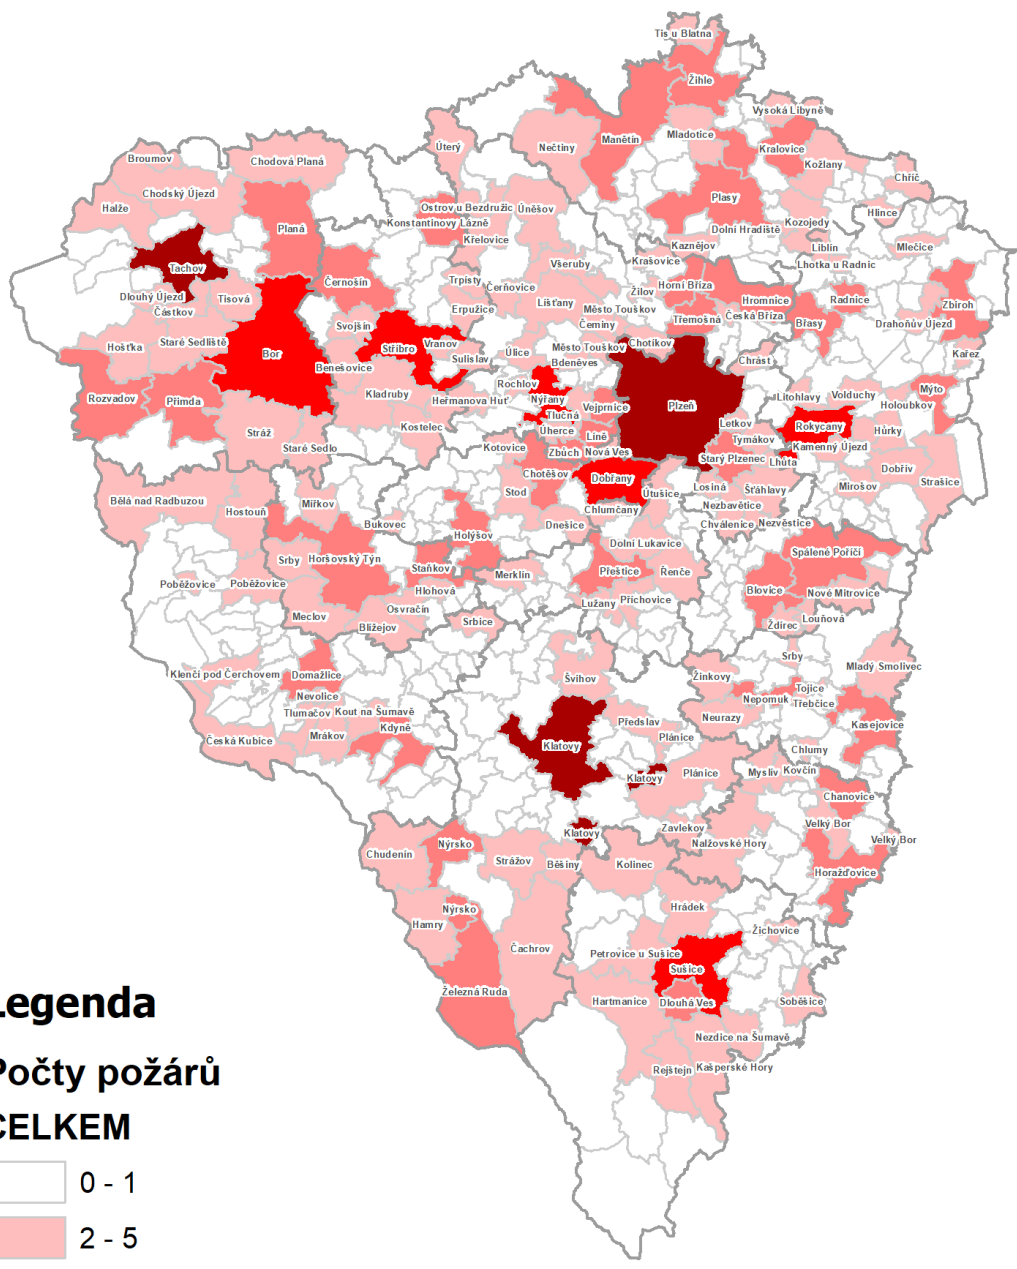 Tis u Blatna
Žihle
Vysoká Libyně
Manětín
Mladotice
Nečtiny
Úterý
Kralovice
Kožlany
Broumov
Chodová Planá
Chříč
Chodský Újezd
Plasy
Halže
Ostrov u Bezdružic
Úněšov
Hlince
Konstantinovy Lázně
Dolní Hradiště
Kozojedy
Planá
Křelovice
Kaznějov
Liblín
Mlečice
Krašovice
Všeruby
Lhotka u Radnic
Tachov
Černošín
Trpisty
Čerňovice
Žilov
Horní Bříza
Dlouhý Újezd
Tisová
Líšťany
Hromnice
Radnice
Zbiroh
Částkov
Erpužice
Město Touškov
Třemošná
Česká Bříza
Břasy
Drahoňův Újezd
Svojšín
Čeminy
Hošťka
Staré Sedliště
Stříbro
Vranov
Město Touškov
Chotíkov
Bor
Sulislav
Úlice
Bdeněves
Chrást
Kařez
Benešovice
Rochlov
Rozvadov
Přimda
Kladruby
Heřmanova Huť
Nýřany
Vejprnice
Plzeň
Litohlavy
Volduchy
Mýto
Holoubkov
Tlučná
Letkov
Rokycany
Stráž
Kostelec
Úherce
Líně
Tymákov
Hůrky
Staré Sedlo
Kotovice
Zbůch
Nová Ves
Starý Plzenec
Lhůta
Kamenný Újezd
Chotěšov
Dobřany
Dobřív
Bělá nad Radbuzou
Stod
Útušice
Losiná
Šťáhlavy
Mirošov
Strašice
Hostouň
Mířkov
Chlumčany
Nezbavětice
Bukovec
Holýšov
Dnešice
Chválenice
Nezvěstice
Dolní Lukavice
Spálené Poříčí
Srby
Horšovský Týn
Staňkov
Merklín
Přeštice
Řenče
Poběžovice
Poběžovice
Hlohová
Blovice
Nové Mitrovice
Meclov
Osvračín
Lužany
Příchovice
Louňová
Bližejov
Srbice
Ždírec
Srby
Klenčí pod Čerchovem
Domažlice
Švihov
Žinkovy
Mladý Smolivec
Nevolice
Nepomuk
Tojice
Třebčice
Tlumačov
Kout na Šumavě
Předslav
Neurazy
Kasejovice
Česká Kubice
Mrákov
Kdyně
Klatovy
Plánice
Chlumy
Klatovy
Plánice
Mysliv
Kovčín
Chanovice
Klatovy
Zavlekov
Velký Bor
Velký Bor
Chudenín
Nýrsko
Nalžovské Hory
Strážov
Běšiny
Kolinec
Horažďovice
Nýrsko
Hrádek
Hamry
Žichovice
Čachrov
Petrovice u Sušice
Sušice
Železná Ruda
Hartmanice
Dlouhá Ves
Soběšice
Nezdice na Šumavě
Rejštejn
Kašperské Hory
Legenda
Počty požárů
CELKEM
0 - 1
2 - 5